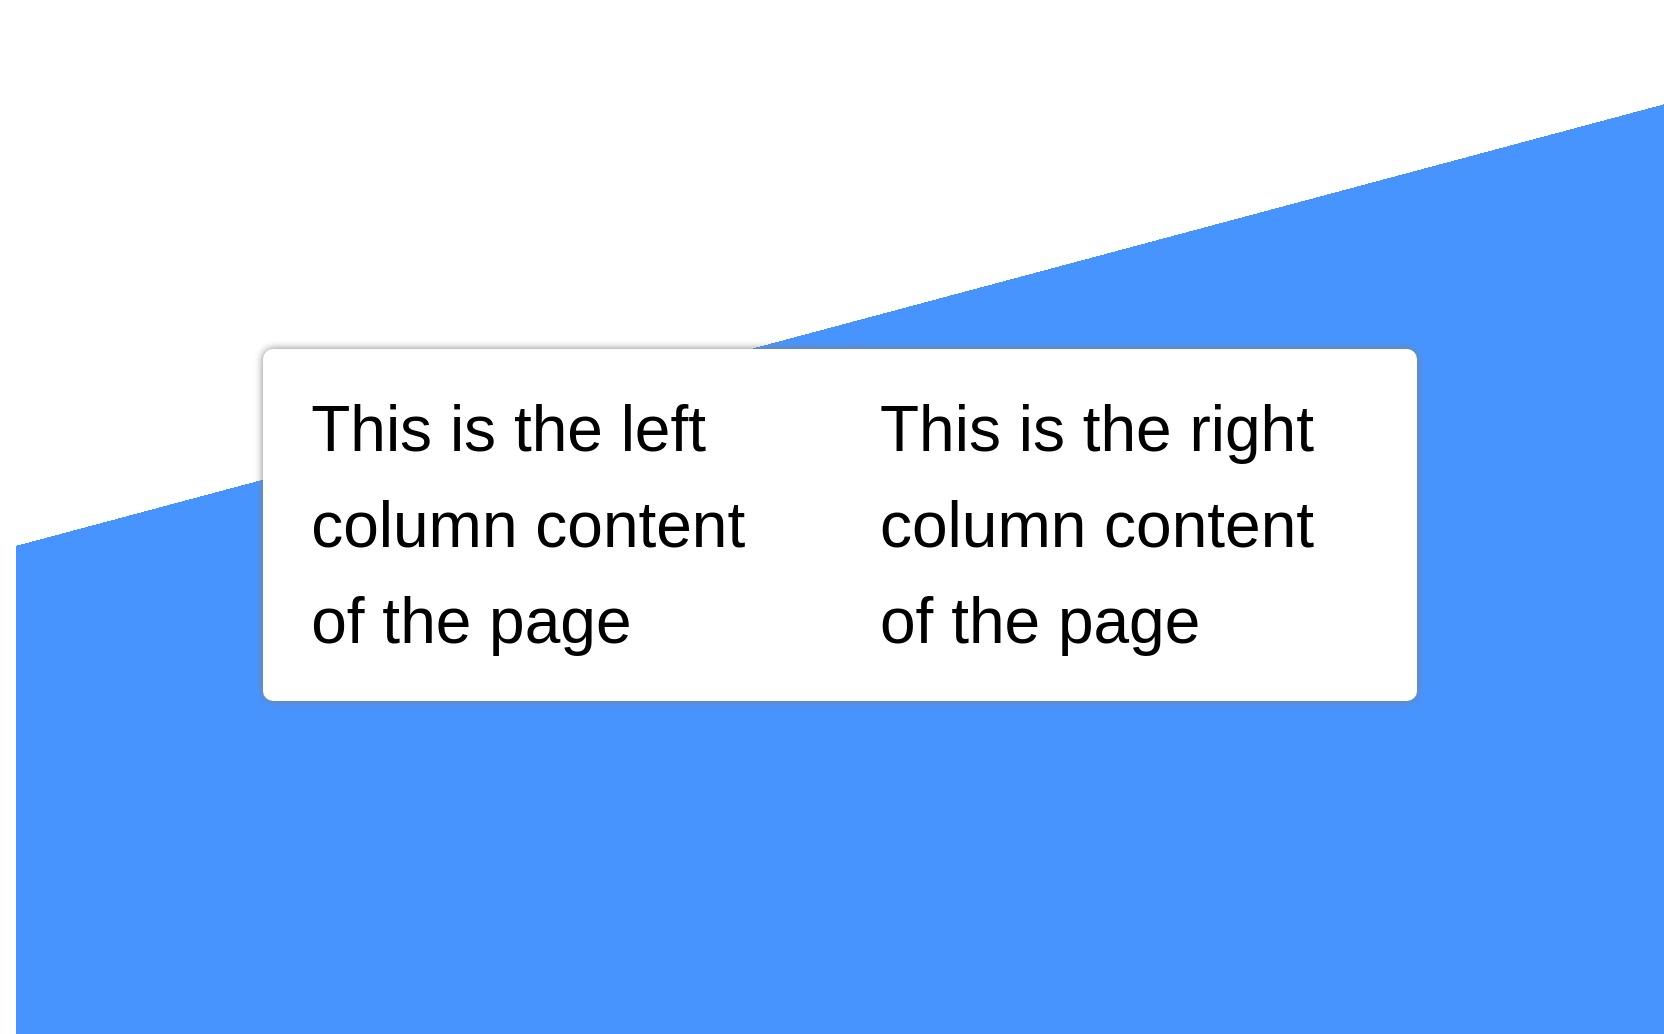 This is the left
column content
of the page
This is the right
column content
of the page